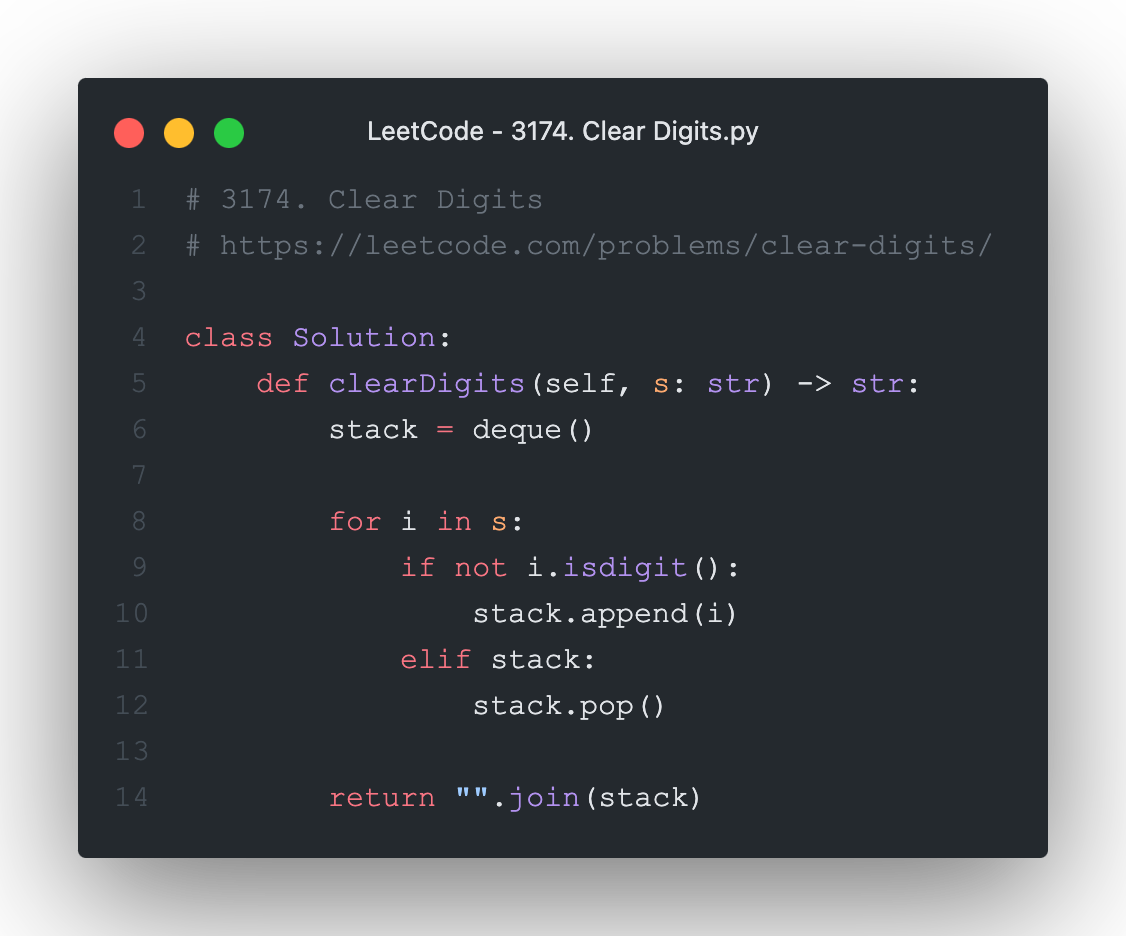 LeetCode - 3174. Clear Digits.py
1 # 3174. Clear Digits
2 # https://leetcode.com/problems/clear-digits/
3
4 class Solution:
5     def clearDigits(self, s: str) -> str:
6         stack = deque()
7
8         for i in s:
9             if not i.isdigit():
10                 stack.append(i)
11             elif stack:
12                 stack.pop()
13
14         return "".join(stack)